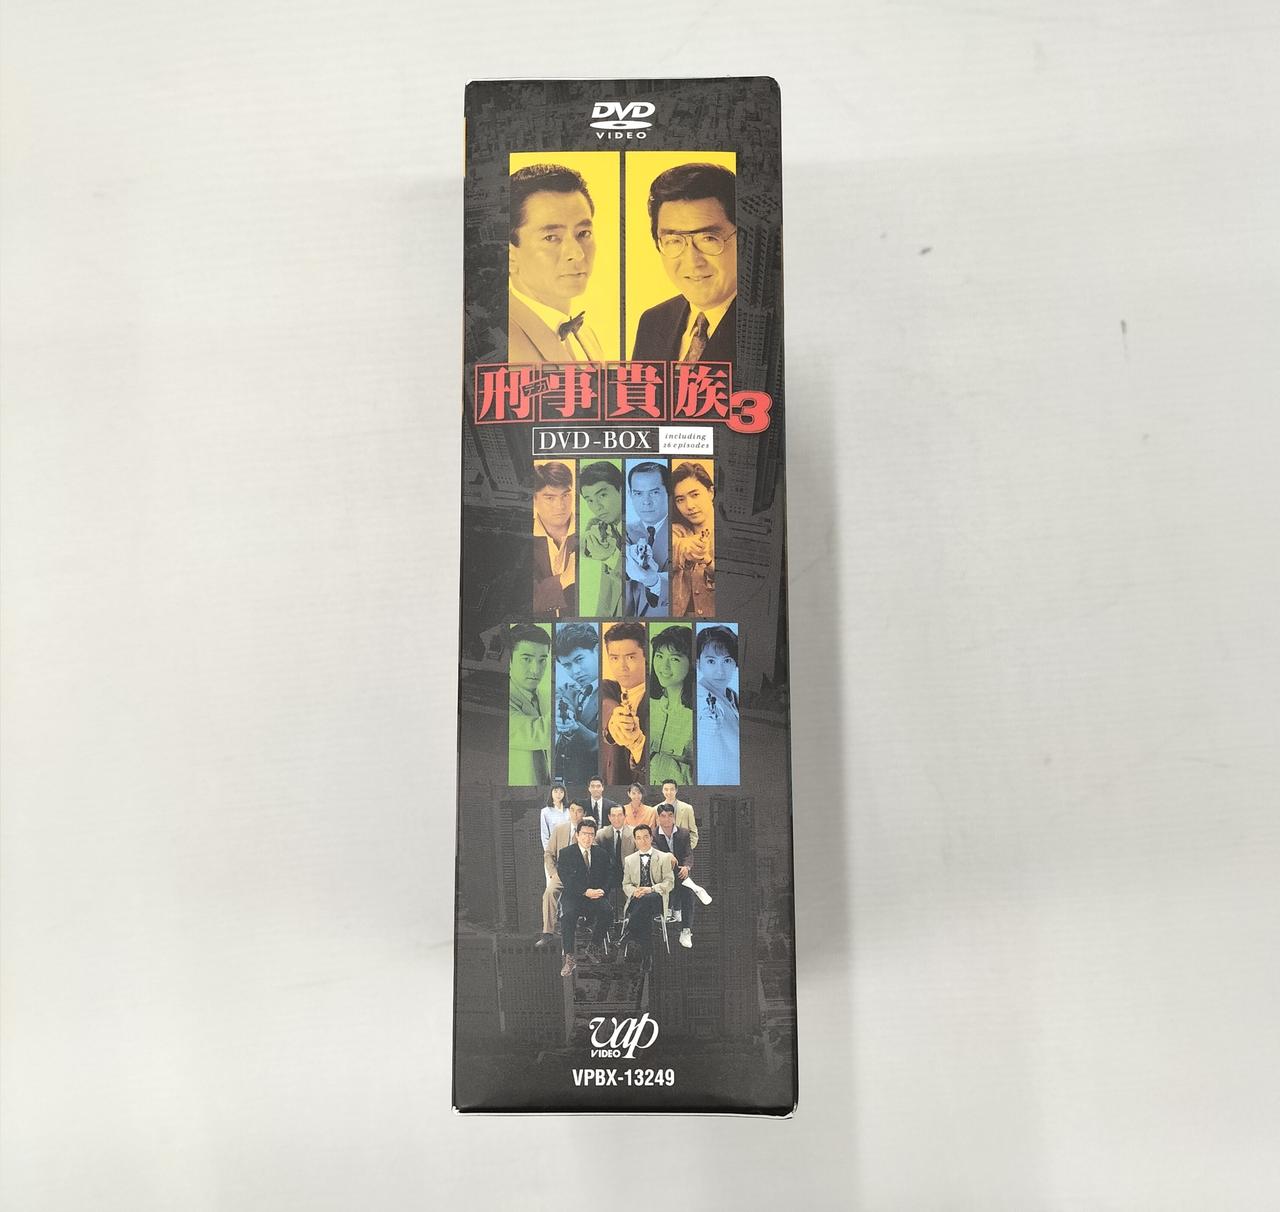 DVD
VIDEO
刑事貴族3
デカ
DVD-BOX
including
26 episodes
vap
VIDEO
VPBX-13249